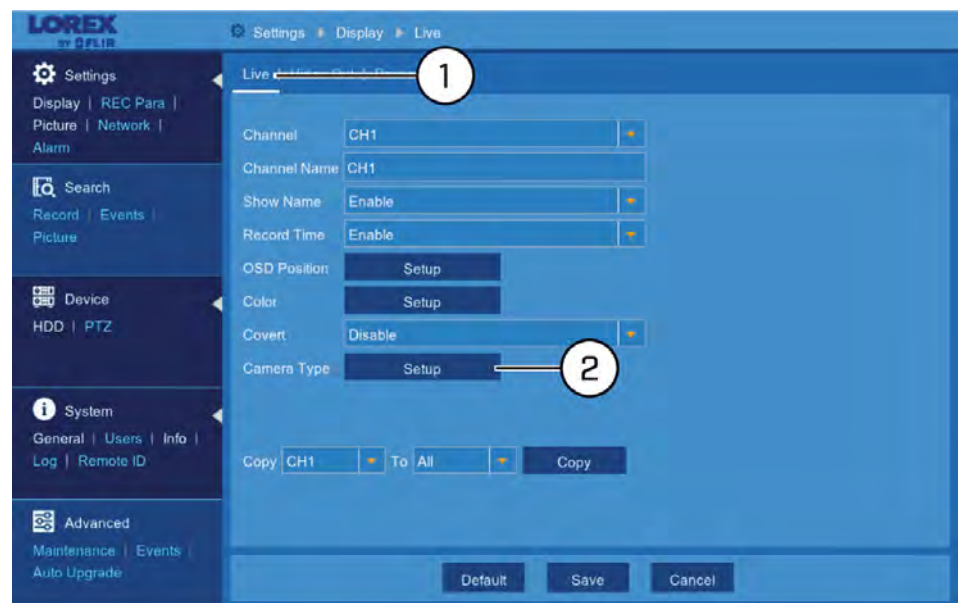 LOREX
BY FLIR
Settings Display Live
Settings
Display | REC Para |
Picture | Network |
Alarm
Search
Record | Events |
Picture
Device
HDD | PTZ
System
General | Users | Info |
Log | Remote ID
Advanced
Maintenance | Events |
Auto Upgrade
Live
1
Channel CH1
Channel Name CH1
Show Name Enable
Record Time Enable
OSD Position Setup
Color Setup
Covert Disable
Camera Type Setup
2
Copy CH1 To All Copy
Default Save Cancel